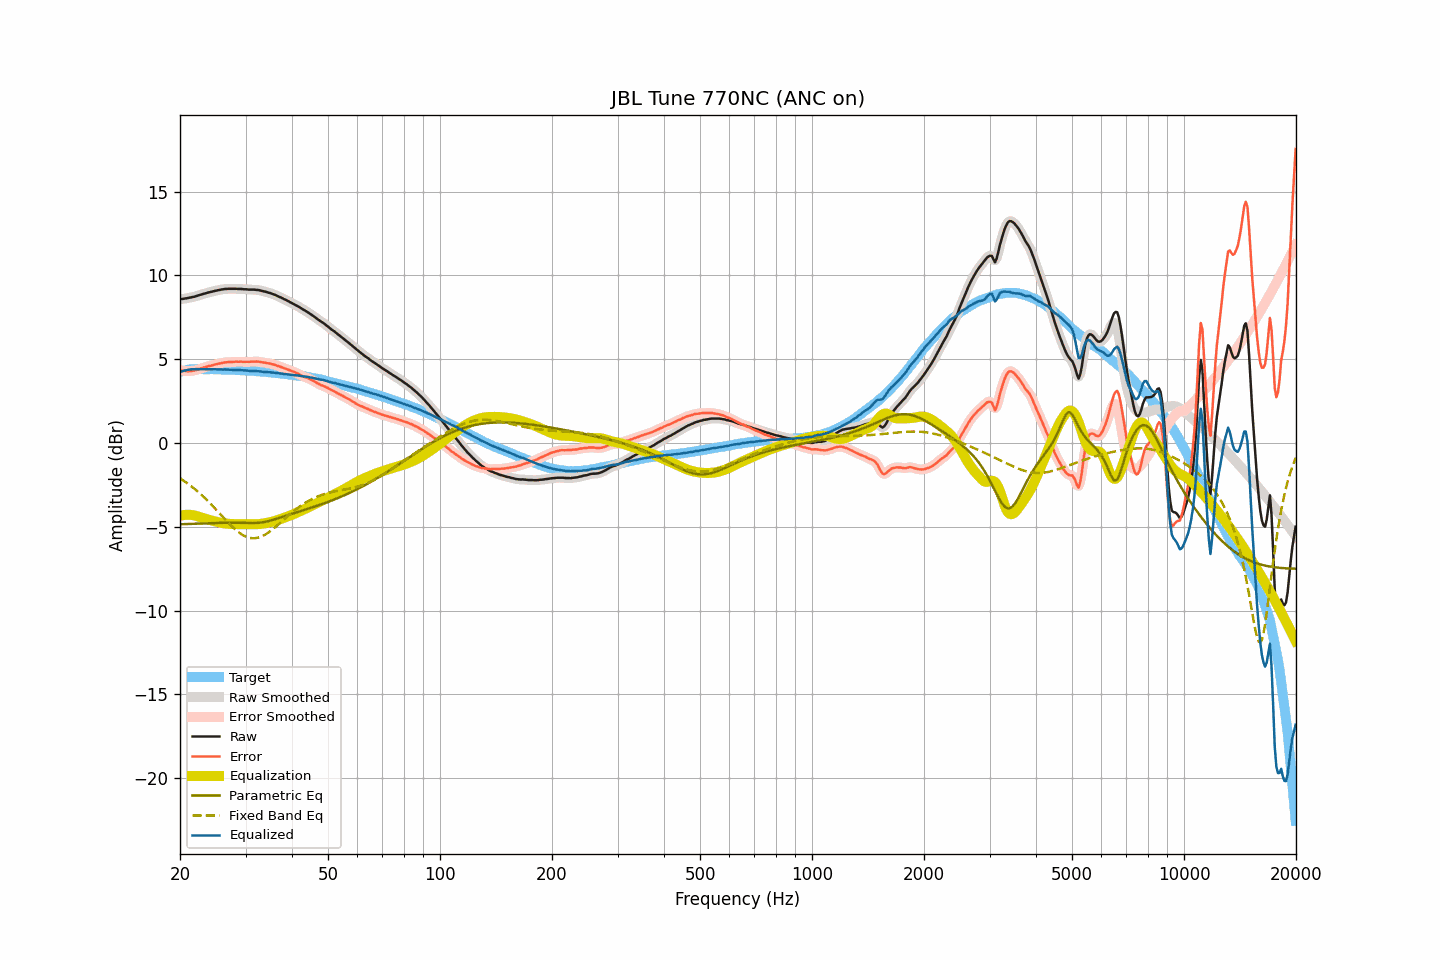 JBL Tune 770NC (ANC on)
Amplitude (dBr)
15
10
5
0
−5
−10
−15
−20
Target
Raw Smoothed
Error Smoothed
Raw
Error
Equalization
Parametric Eq
Fixed Band Eq
Equalized
20 50 100 200 500 1000 2000 5000 10000 20000
Frequency (Hz)